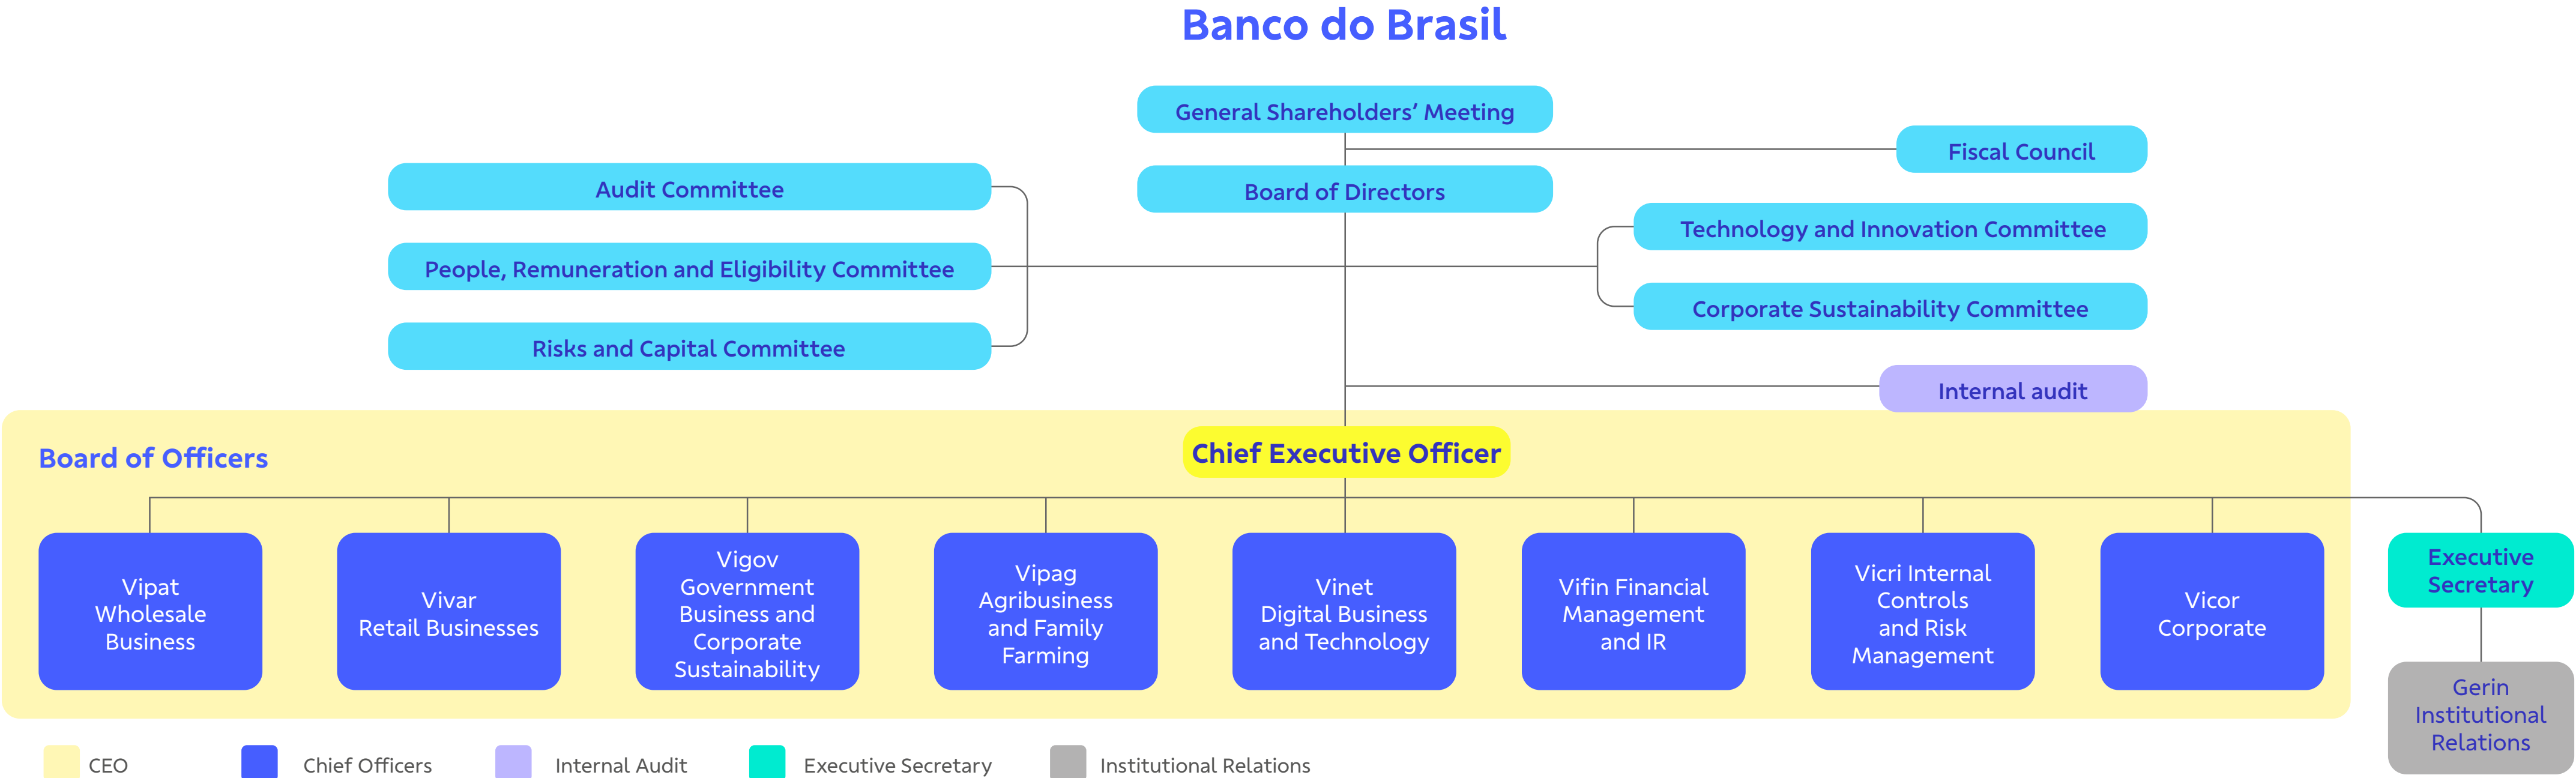 Banco do Brasil
General Shareholders’ Meeting
Fiscal Council
Audit Committee
Board of Directors
Technology and Innovation Committee
People, Remuneration and Eligibility Committee
Corporate Sustainability Committee
Risks and Capital Committee
Internal audit
Board of Officers
Chief Executive Officer
Vipat
Wholesale
Business
Vivar
Retail Businesses
Vigov
Government
Business and
Corporate
Sustainability
Vipag
Agribusiness
and Family
Farming
Vinet
Digital Business
and Technology
Vifin Financial
Management
and IR
Vicri Internal
Controls
and Risk
Management
Vicor
Corporate
Executive
Secretary
Gerin
Institutional
Relations
CEO
Chief Officers
Internal Audit
Executive Secretary
Institutional Relations